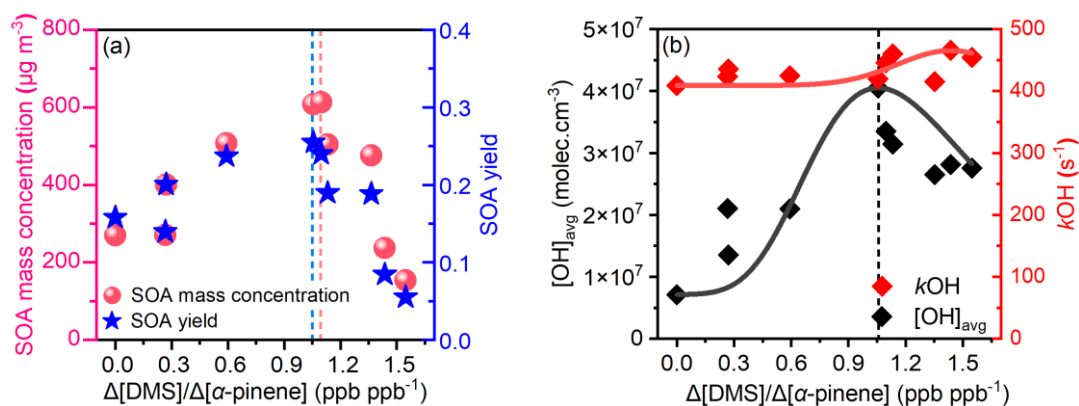 (a)
SOA mass concentration (μg m⁻³)
800
600
400
200
0
0.4
0.3
0.2
0.1
0.0
SOA yield
SOA mass concentration
SOA yield
0.0 0.3 0.6 0.9 1.2 1.5
Δ[DMS]/Δ[α-pinene] (ppb ppb⁻¹)
(b)
[OH]avg (molec.cm⁻³)
5×10⁷
4×10⁷
3×10⁷
2×10⁷
1×10⁷
0
500
400
300
200
100
0
kOH (s⁻¹)
kOH
[OH]avg
0.0 0.3 0.6 0.9 1.2 1.5
Δ[DMS]/Δ[α-pinene] (ppb ppb⁻¹)